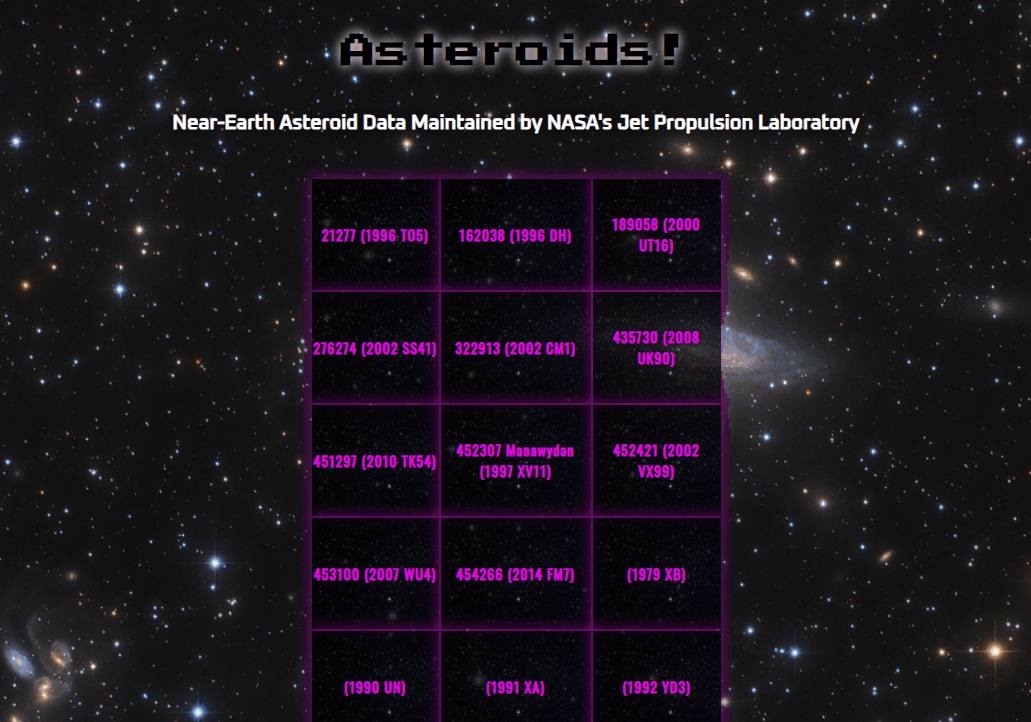 Asteroids!
Near-Earth Asteroid Data Maintained by NASA's Jet Propulsion Laboratory
21277 (1996 TO5)
162038 (1996 DH)
189058 (2000
UT16)
276274 (2002 SS41)
322913 (2002 CM1)
435730 (2008
UK90)
451297 (2010 TK54)
452307 Manawydan
(1997 XV11)
452421 (2002
VX99)
453100 (2007 WU4)
454266 (2014 FM7)
(1979 XB)
(1990 UN)
(1991 XA)
(1992 YD3)